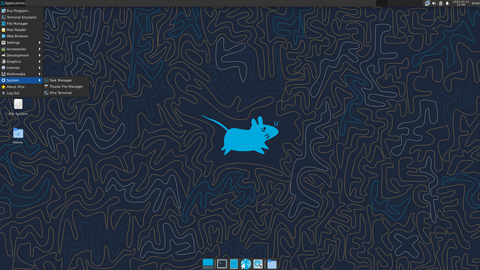 Applications
Run Program...
Terminal Emulator
File Manager
Mail Reader
Web Browser
Settings
Accessories
Development
Graphics
Internet
Multimedia
System
Task Manager
Thunar File Manager
Xfce Terminal
About Xfce
Log Out
File System
Home